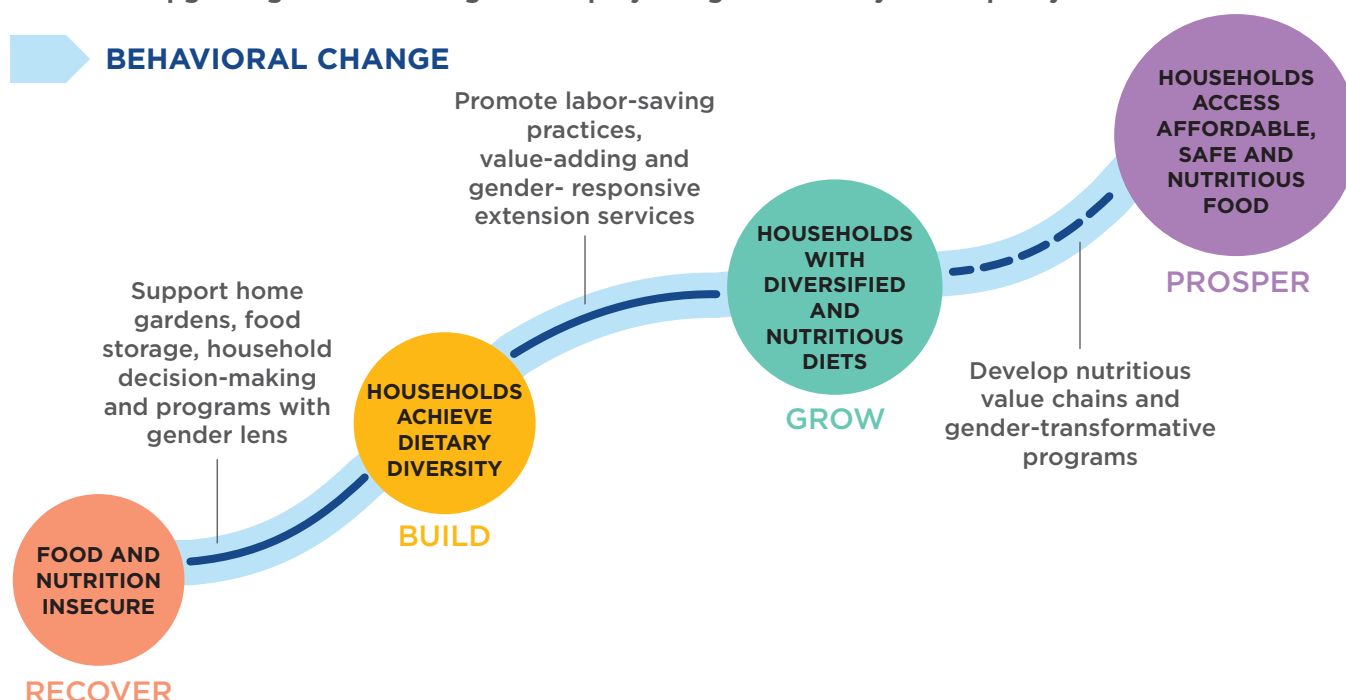 BEHAVIORAL CHANGE
Promote labor-saving
practices,
value-adding and
gender- responsive
extension services
HOUSEHOLDS
ACCESS
AFFORDABLE,
SAFE AND
NUTRITIOUS
FOOD
PROSPER
HOUSEHOLDS
WITH
DIVERSIFIED
AND
NUTRITIOUS
DIETS
GROW
Support home
gardens, food
storage, household
decision-making
and programs with
gender lens
Develop nutritious
value chains and
gender-transformative
programs
HOUSEHOLDS
ACHIEVE
DIETARY
DIVERSITY
BUILD
FOOD AND
NUTRITION
INSECURE
RECOVER